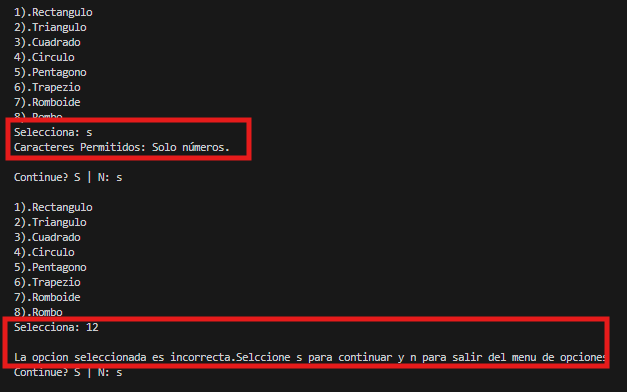 1).Rectangulo
2).Triangulo
3).Cuadrado
4).Circulo
5).Pentagono
6).Trapezio
7).Romboide
8).Rombo
Selecciona: s
Caracteres Permitidos: Solo números.
Continue? S | N: s
1).Rectangulo
2).Triangulo
3).Cuadrado
4).Circulo
5).Pentagono
6).Trapezio
7).Romboide
8).Rombo
Selecciona: 12
La opcion seleccionada es incorrecta.Selccione s para continuar y n para salir del menu de opciones
Continue? S | N: s